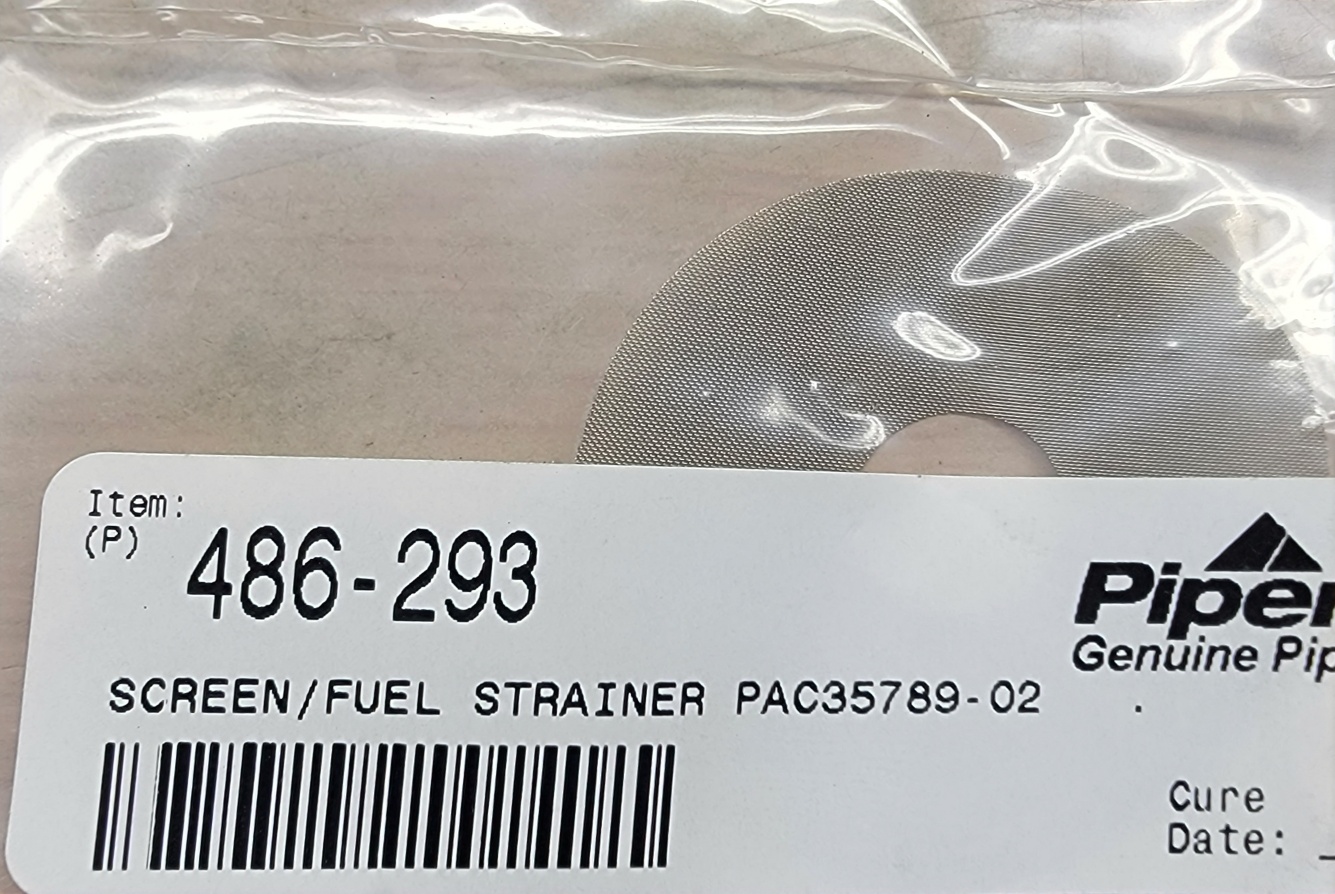 Item:
(P) 486-293
Piper
Genuine Pip
SCREEN/FUEL STRAINER PAC35789-02
Cure
Date: